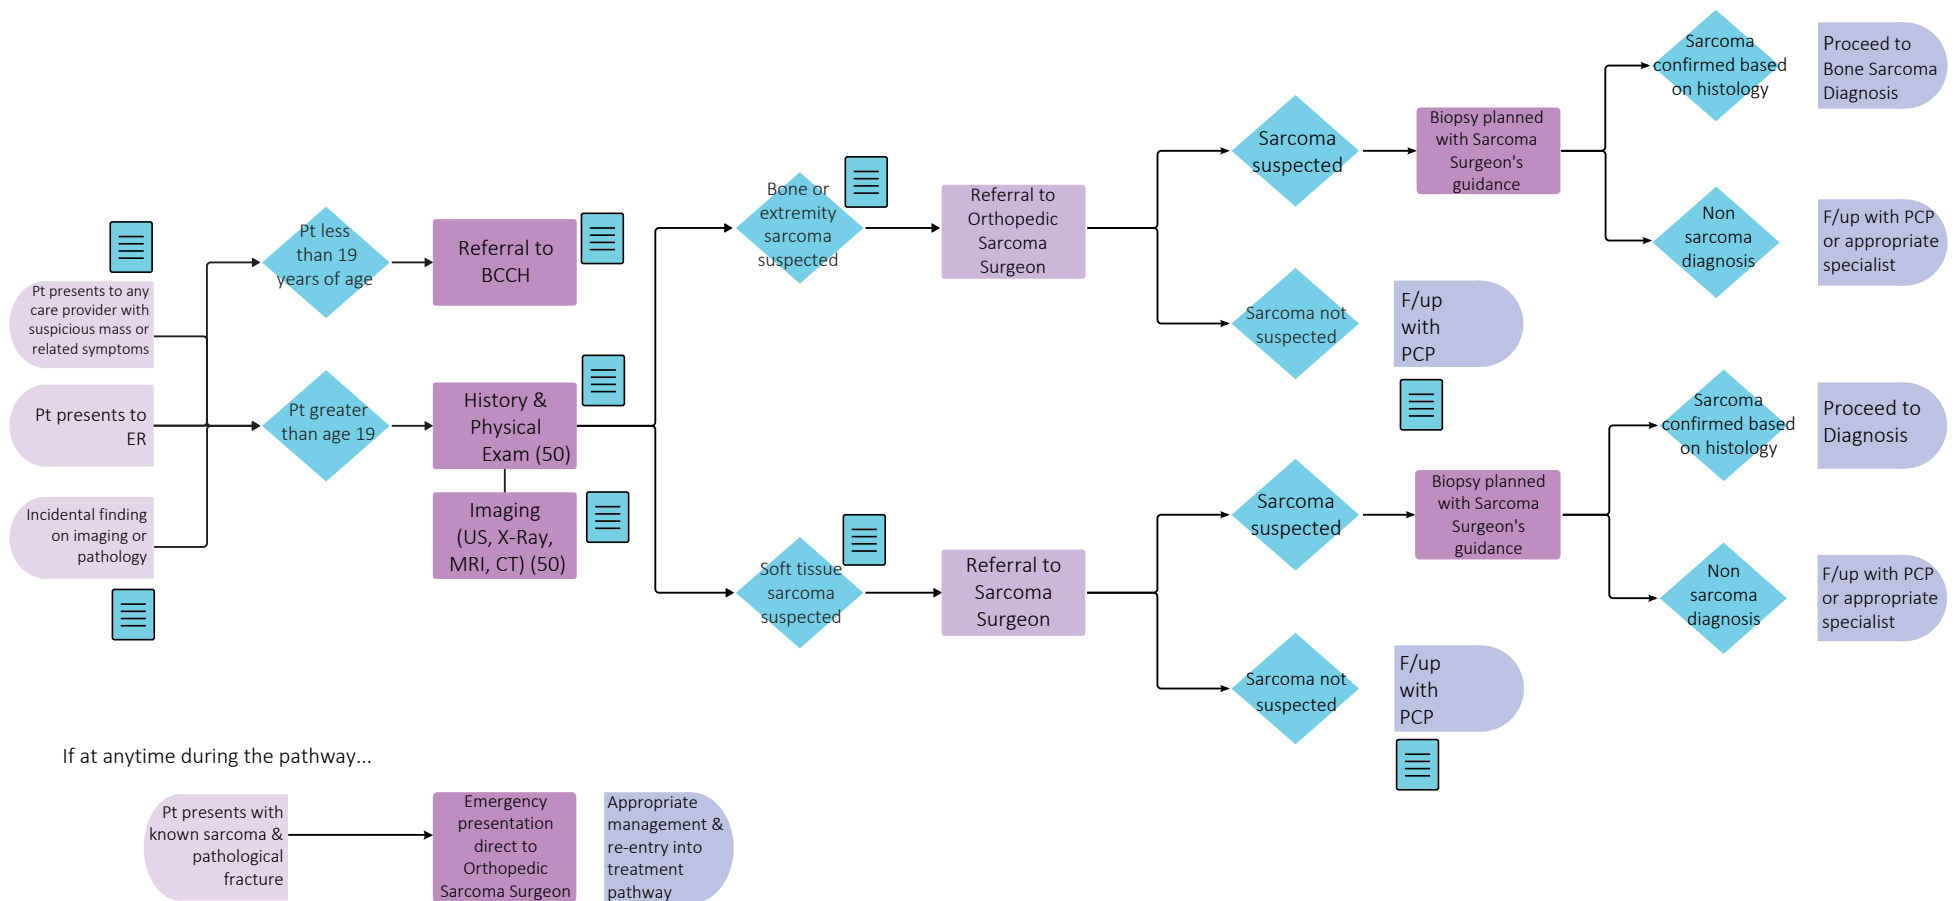 Pt presents to any
care provider with
suspicious mass or
related symptoms
Pt presents to
ER
Incidental finding
on imaging or
pathology
Pt less
than 19
years of age
Pt greater
than age 19
Referral to
BCCH
History &
Physical
Exam (50)
Imaging
(US, X-Ray,
MRI, CT) (50)
Bone or
extremity
sarcoma
suspected
Soft tissue
sarcoma
suspected
Referral to
Orthopedic
Sarcoma
Surgeon
Referral to
Sarcoma
Surgeon
Sarcoma
suspected
Sarcoma not
suspected
F/up
with
PCP
Biopsy planned
with Sarcoma
Surgeon's
guidance
Sarcoma
confirmed based
on histology
Proceed to
Bone Sarcoma
Diagnosis
Non
sarcoma
diagnosis
F/up with PCP
or appropriate
specialist
Sarcoma
suspected
Sarcoma not
suspected
F/up
with
PCP
Biopsy planned
with Sarcoma
Surgeon's
guidance
Sarcoma
confirmed based
on histology
Proceed to
Diagnosis
Non
sarcoma
diagnosis
F/up with PCP
or appropriate
specialist
If at anytime during the pathway...
Pt presents with
known sarcoma &
pathological
fracture
Emergency
presentation
direct to
Orthopedic
Sarcoma Surgeon
Appropriate
management &
re-entry into
treatment
pathway